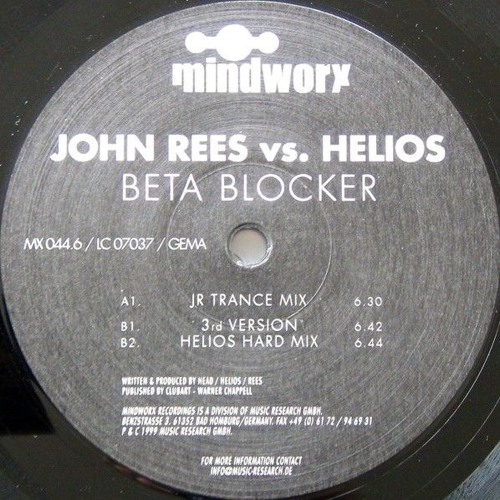 mindworx
JOHN REES vs. HELIOS
BETA BLOCKER
MX 044.6 / LC 07037 / GEMA
A1. JR TRANCE MIX 6.30
B1. 3rd VERSION 6.42
B2. HELIOS HARD MIX 6.44
WRITTEN & PRODUCED BY HEAD / HELIOS / REES
PUBLISHED BY CLUBART - WARNER CHAPPELL
MINDWORX RECORDINGS IS A DIVISION OF MUSIC RESEARCH GMBH.
BENZSTRASSE 3. 61352 BAD HOMBURG/GERMANY. FAX +49 (0) 61 72 / 94 69 31
P & C 1999 MUSIC RESEARCH GMBH.
FOR MORE INFORMATION CONTACT
INFO@MUSIC-RESEARCH.DE